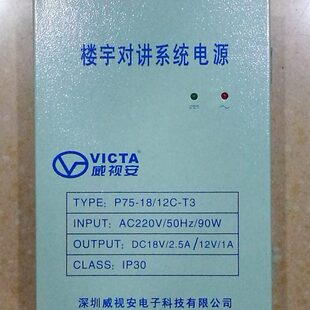 楼宇对讲系统电源
VICTA
威视安
TYPE: P75-18/12C-T3
INPUT: AC220V/50Hz/90W
OUTPUT: DC18V/2.5A/12V/1A
CLASS: IP30
深圳威视安电子科技有限公司